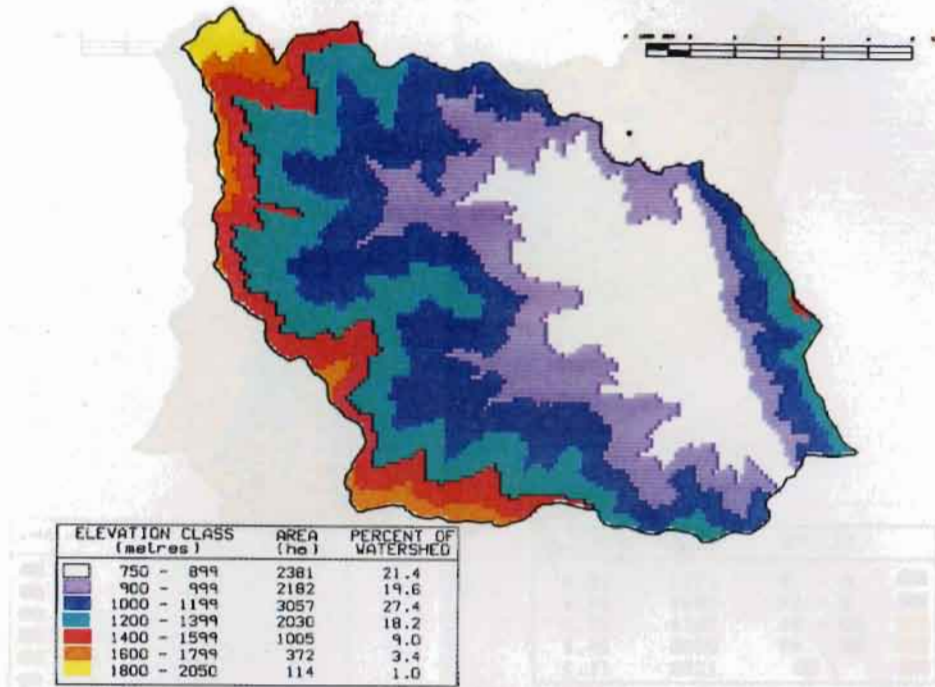 ELEVATION CLASS AREA PERCENT OF
(metres) (ha) WATERSHED
750 - 899 2381 21.4
900 - 999 2182 19.6
1000 - 1199 3057 27.4
1200 - 1399 2030 18.2
1400 - 1599 1005 9.0
1600 - 1799 372 3.4
1800 - 2050 114 1.0